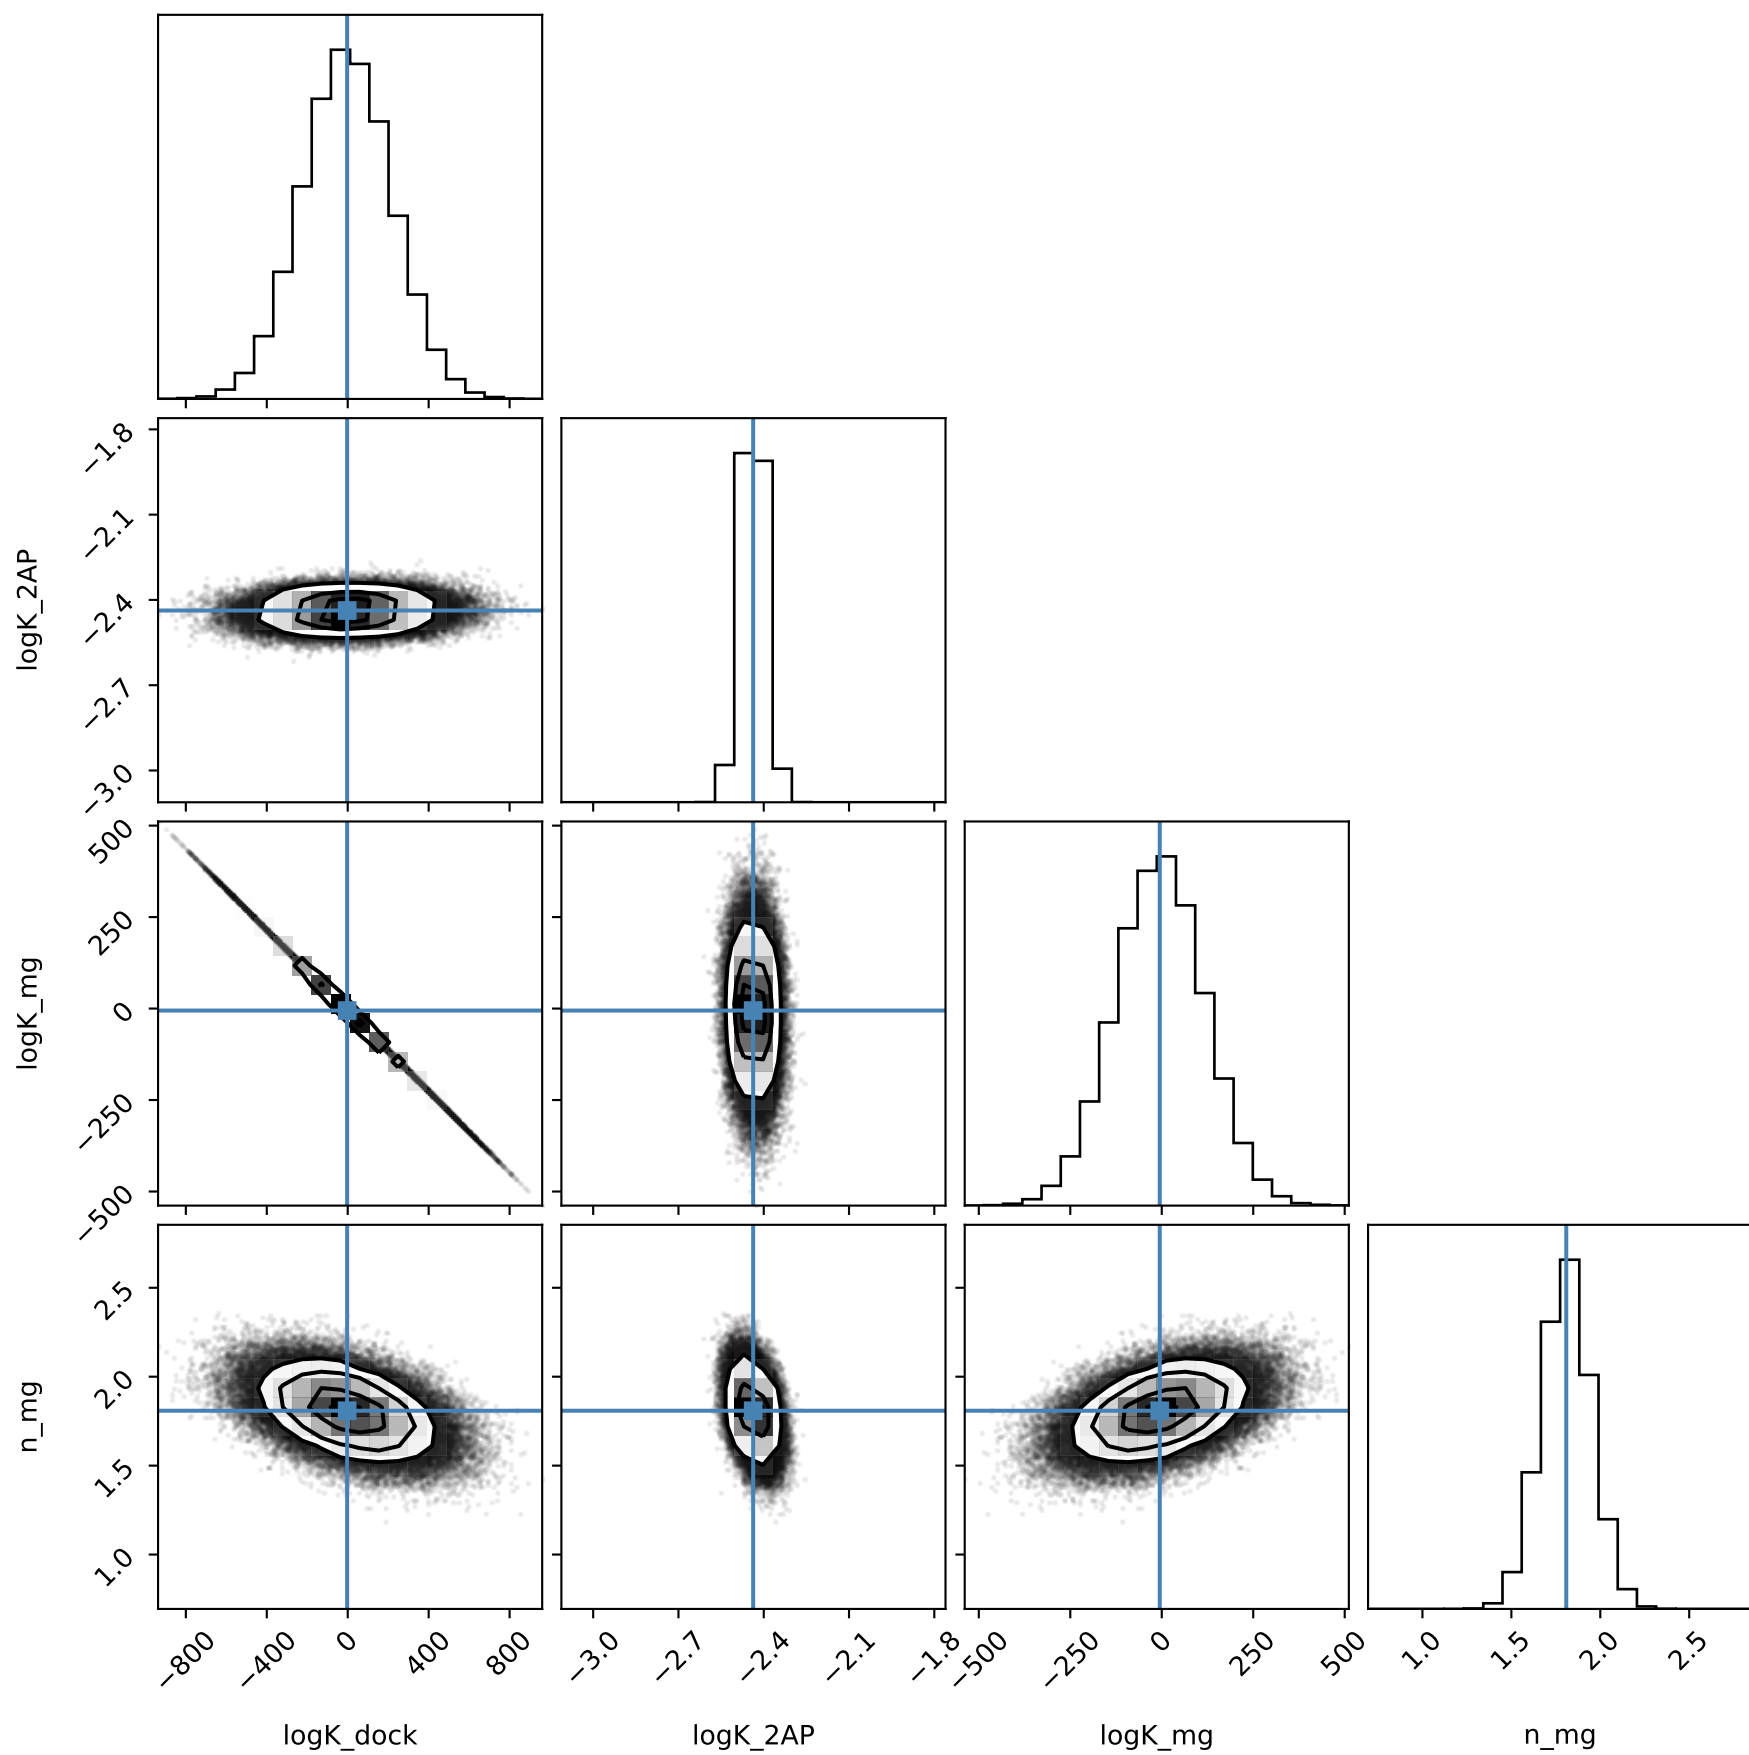 −1.8
−2.1
−2.4
−2.7
−3.0
logK_2AP
500
250
0
−250
−500
logK_mg
2.5
2.0
1.5
1.0
n_mg
−800 −400 0 400 800
−3.0 −2.7 −2.4 −2.1 −1.8
−500 −250 0 250 500
1.0 1.5 2.0 2.5
logK_dock
logK_2AP
logK_mg
n_mg